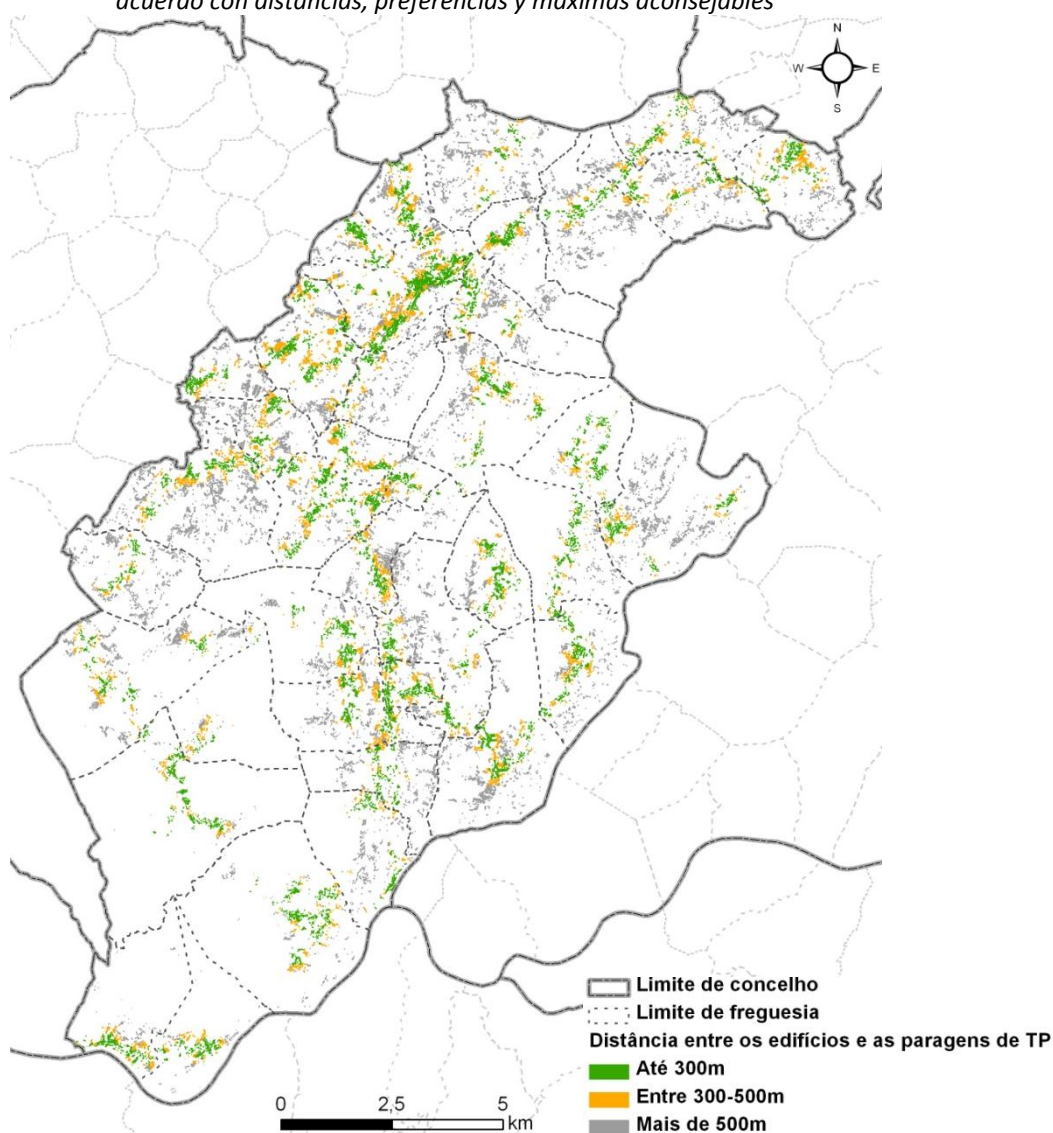 acuerdo con distancias, preferencias y máximas aconsejables
N
W E
S
Limite de concelho
Limite de freguesia
Distância entre os edifícios e as paragens de TP
Até 300m
Entre 300-500m
Mais de 500m
0 2,5 5
km